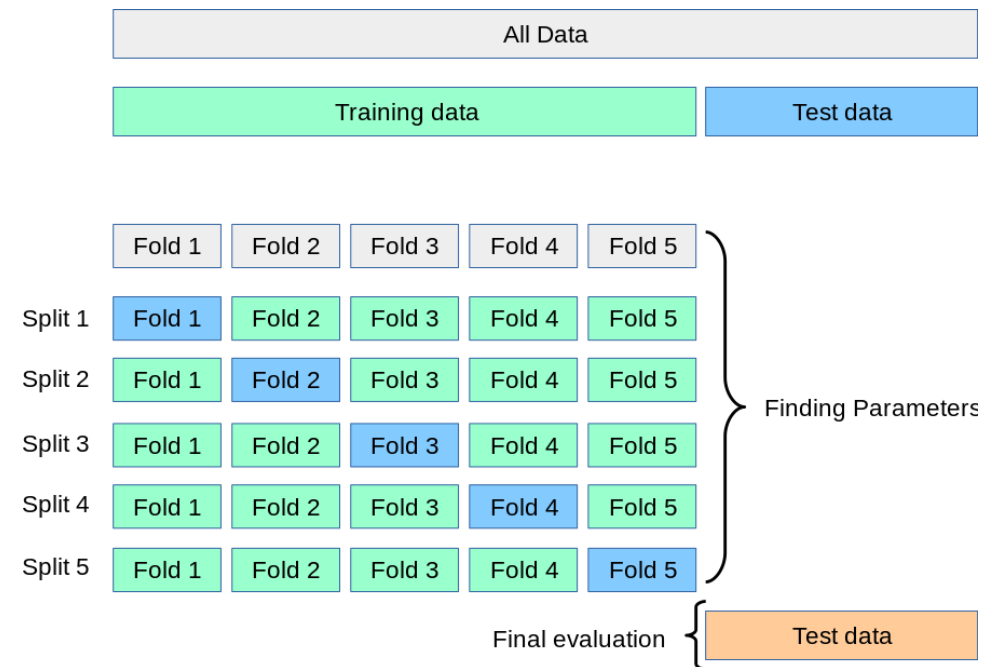 All Data
Training data Test data
Fold 1 Fold 2 Fold 3 Fold 4 Fold 5
Split 1 Fold 1 Fold 2 Fold 3 Fold 4 Fold 5
Split 2 Fold 1 Fold 2 Fold 3 Fold 4 Fold 5
Finding Parameters
Split 3 Fold 1 Fold 2 Fold 3 Fold 4 Fold 5
Split 4 Fold 1 Fold 2 Fold 3 Fold 4 Fold 5
Split 5 Fold 1 Fold 2 Fold 3 Fold 4 Fold 5
Final evaluation Test data